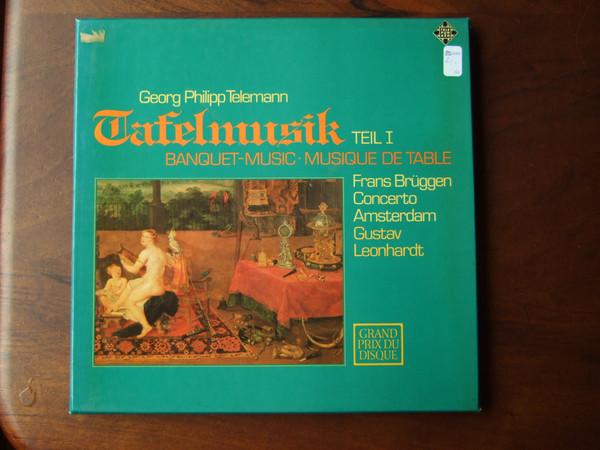 Georg Philipp Telemann
Tafelmusik TEIL I
BANQUET-MUSIC · MUSIQUE DE TABLE
Frans Brüggen
Concerto
Amsterdam
Gustav
Leonhardt
GRAND
PRIX DU
DISQUE